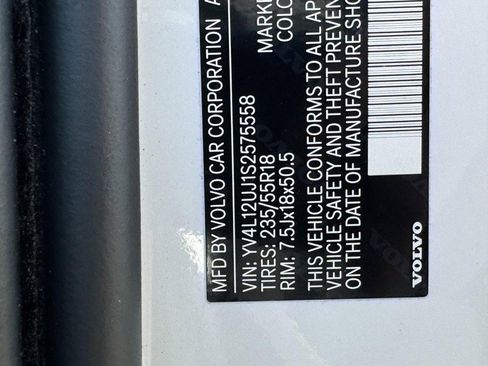 MFD BY VOLVO CAR CORPORATION
VIN: YV4L12UJ1S2575558
TIRES: 235/55R18
RIM: 7.5Jx18x50.5
THIS VEHICLE CONFORMS TO ALL AP
VEHICLE SAFETY AND THEFT PREVEN
ON THE DATE OF MANUFACTURE SHO
MARKE
COLO
VOLVO